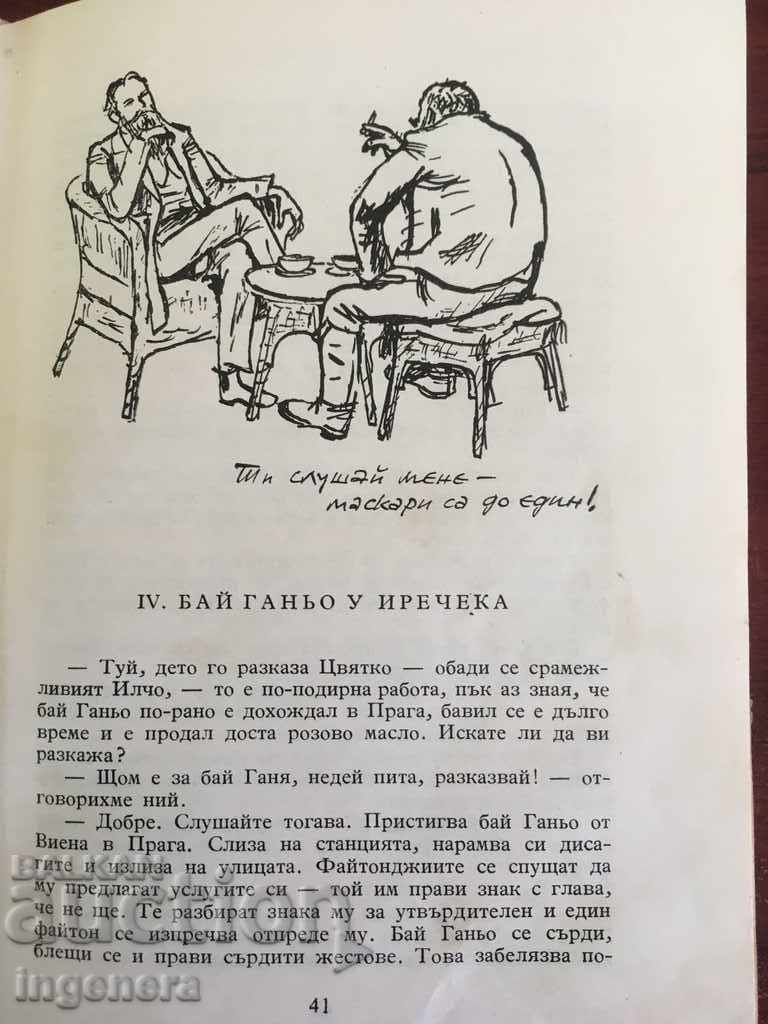 Ти слушай мене —
маскари са до един!
IV. БАЙ ГАНЬО У ИРЕЧЕКА
— Туй, дето го разказа Цвятко — обади се срамеж-
ливият Илчо, — то е по-подирна работа, пък аз зная, че
бай Ганьо по-рано е дохождал в Прага, бавил се е дълго
време и е продал доста розово масло. Искате ли да ви
разкажа?
— Щом е за бай Ганя, недей пита, разказвай! — от-
говорихме ний.
— Добре. Слушайте тогава. Пристигва бай Ганьо от
Виена в Прага. Слиза на станцията, нарамва си диса-
гите и излиза на улицата. Файтонджиите се спущат да
му предлагат услугите си — той им прави знак с глава,
че не ще. Те разбират знака му за утвърдителен и един
файтон се изпречва отпреде му. Бай Ганьо се сърди,
блещи се и прави сърдити жестове. Това забелязва по-
41
БАЛКАН
auction
ingenera